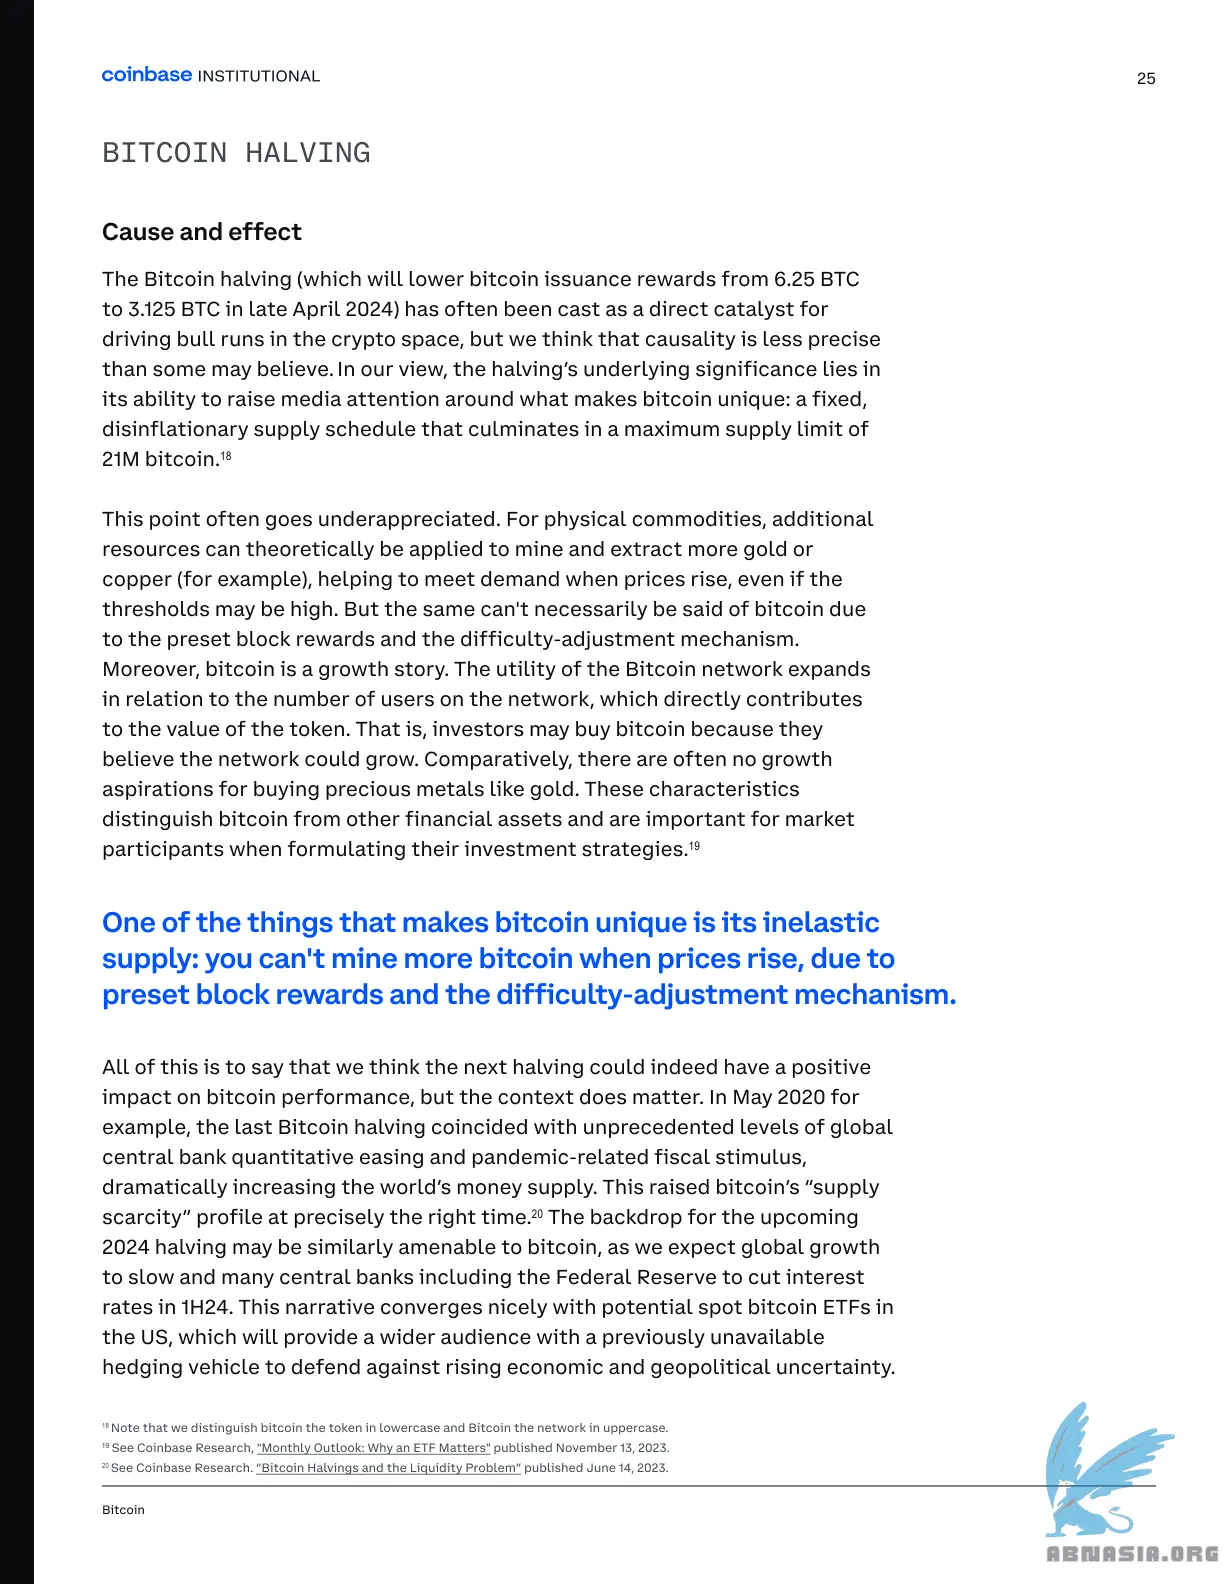 coinbase INSTITUTIONAL
25
BITCOIN HALVING
Cause and effect
The Bitcoin halving (which will lower bitcoin issuance rewards from 6.25 BTC
to 3.125 BTC in late April 2024) has often been cast as a direct catalyst for
driving bull runs in the crypto space, but we think that causality is less precise
than some may believe. In our view, the halving’s underlying significance lies in
its ability to raise media attention around what makes bitcoin unique: a fixed,
disinflationary supply schedule that culminates in a maximum supply limit of
21M bitcoin.18
This point often goes underappreciated. For physical commodities, additional
resources can theoretically be applied to mine and extract more gold or
copper (for example), helping to meet demand when prices rise, even if the
thresholds may be high. But the same can't necessarily be said of bitcoin due
to the preset block rewards and the difficulty-adjustment mechanism.
Moreover, bitcoin is a growth story. The utility of the Bitcoin network expands
in relation to the number of users on the network, which directly contributes
to the value of the token. That is, investors may buy bitcoin because they
believe the network could grow. Comparatively, there are often no growth
aspirations for buying precious metals like gold. These characteristics
distinguish bitcoin from other financial assets and are important for market
participants when formulating their investment strategies.19
One of the things that makes bitcoin unique is its inelastic
supply: you can't mine more bitcoin when prices rise, due to
preset block rewards and the difficulty-adjustment mechanism.
All of this is to say that we think the next halving could indeed have a positive
impact on bitcoin performance, but the context does matter. In May 2020 for
example, the last Bitcoin halving coincided with unprecedented levels of global
central bank quantitative easing and pandemic-related fiscal stimulus,
dramatically increasing the world’s money supply. This raised bitcoin’s “supply
scarcity” profile at precisely the right time.20 The backdrop for the upcoming
2024 halving may be similarly amenable to bitcoin, as we expect global growth
to slow and many central banks including the Federal Reserve to cut interest
rates in 1H24. This narrative converges nicely with potential spot bitcoin ETFs in
the US, which will provide a wider audience with a previously unavailable
hedging vehicle to defend against rising economic and geopolitical uncertainty.
18 Note that we distinguish bitcoin the token in lowercase and Bitcoin the network in uppercase.
19 See Coinbase Research, "Monthly Outlook: Why an ETF Matters" published November 13, 2023.
20 See Coinbase Research. “Bitcoin Halvings and the Liquidity Problem” published June 14, 2023.
Bitcoin
ABNASIA.ORG